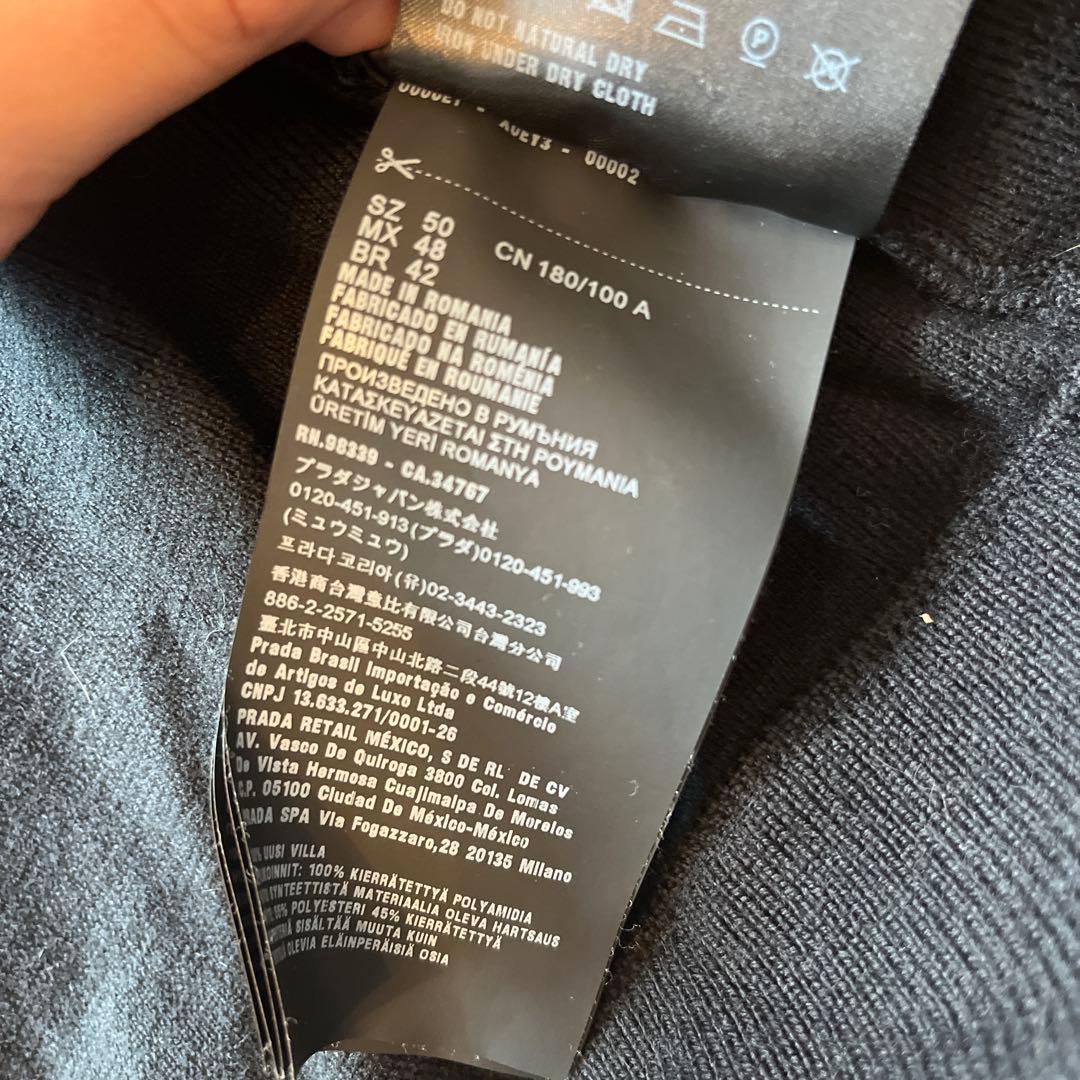 DO NOT NATURAL DRY
IRON UNDER DRY CLOTH
- 00002
SZ 50
MX 48
BR 42
CN 180/100 A
MADE IN ROMANIA
FABRICADO EN RUMANÍA
FABRICADO NA ROMÉNIA
FABRIQUÉ EN ROUMANIE
ПРОИЗВЕДЕНО В РУМЪНИЯ
ΚΑΤΑΣΚΕΥΑΖΕΤΑΙ ΣΤΗ ΡΟΥΜΑΝΙΑ
ÜRETİM YERİ ROMANYA
RN.98339 - CA.34767
プラダジャパン株式会社
0120-451-913(プラダ)0120-451-993
(ミュウミュウ)
프라다코리아(유)02-3443-2323
香港商台灣意比有限公司台灣分公司
886-2-2571-5255
臺北市中山區中山北路二段44號12樓A室
Prada Brasil Importação e Comércio
de Artigos de Luxo Ltda
CNPJ 13.633.271/0001-26
PRADA RETAIL MÉXICO, S DE RL DE CV
AV. Vasco De Quiroga 3800 Col. Lomas
De Vista Hermosa Cuajimalpa De Morelos
C.P. 05100 Ciudad De México-México
PRADA SPA Via Fogazzaro,28 20135 Milano
UUSI VILLA
100% KIERRÄTETTYÄ POLYAMIDIA
SYNTEETTISTÄ MATERIAALIA OLEVA HARTSAUS
55% POLYESTERI 45% KIERRÄTETTYÄ
SISÄLTÄÄ MUUTA KUIN
OLEVIA ELÄINPERÄISIÄ OSIA